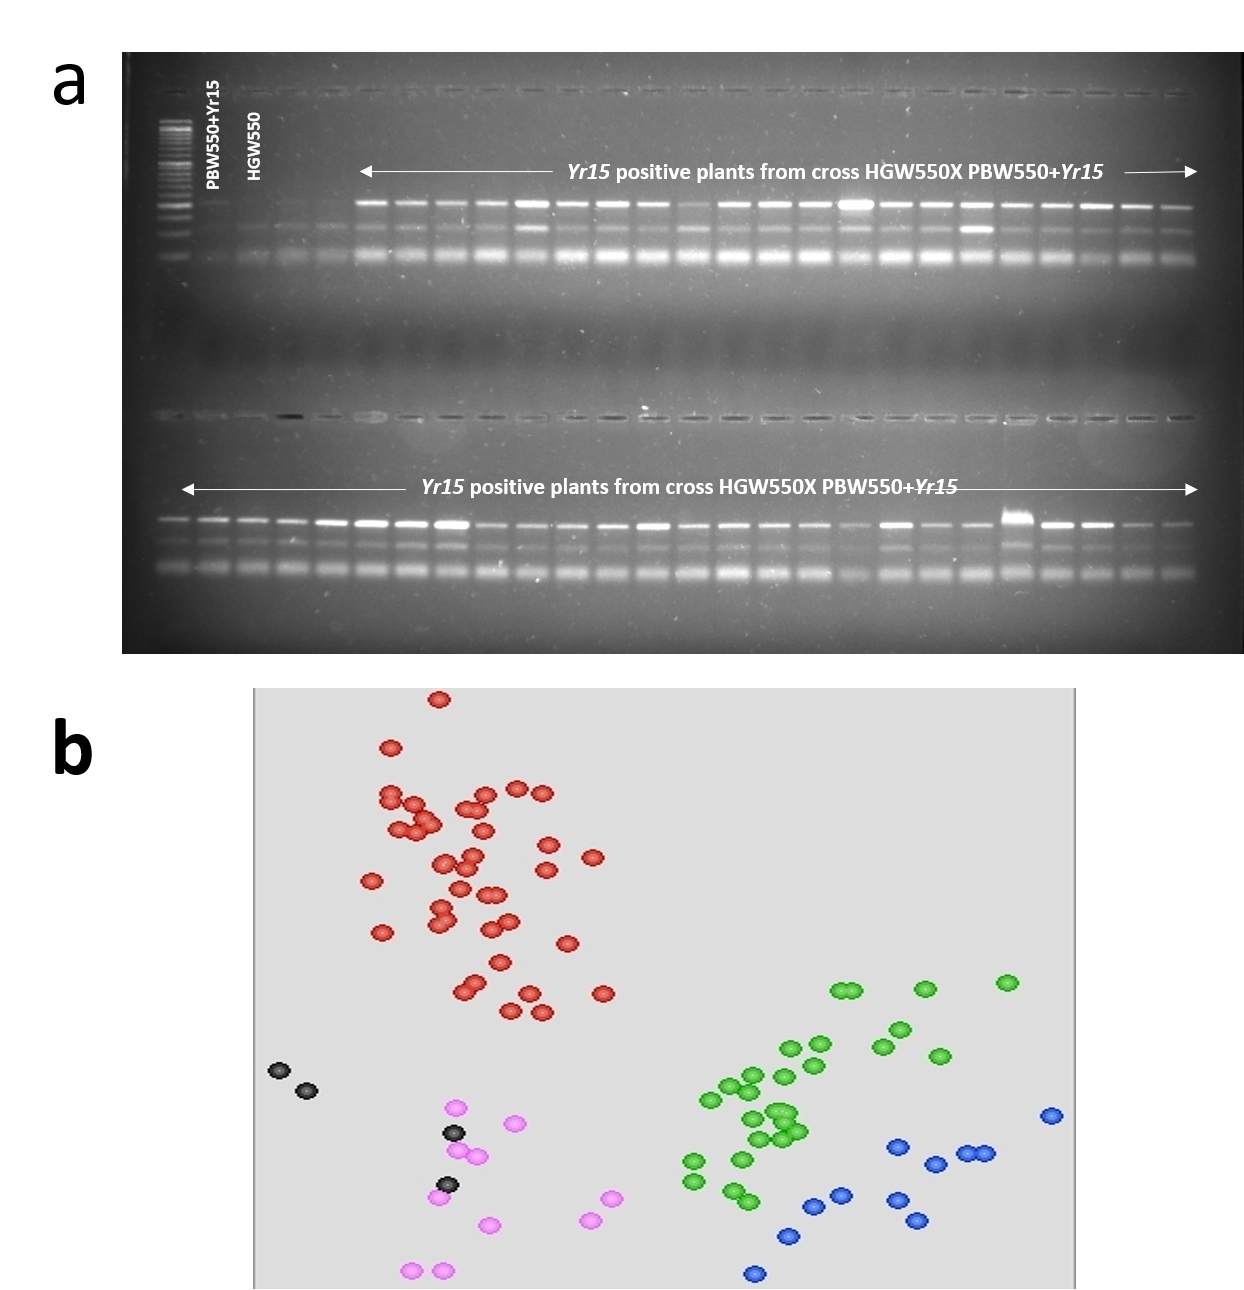 a
PBW550+Yr15
HGW550
Yr15 positive plants from cross HGW550X PBW550+Yr15
Yr15 positive plants from cross HGW550X PBW550+Yr15
b